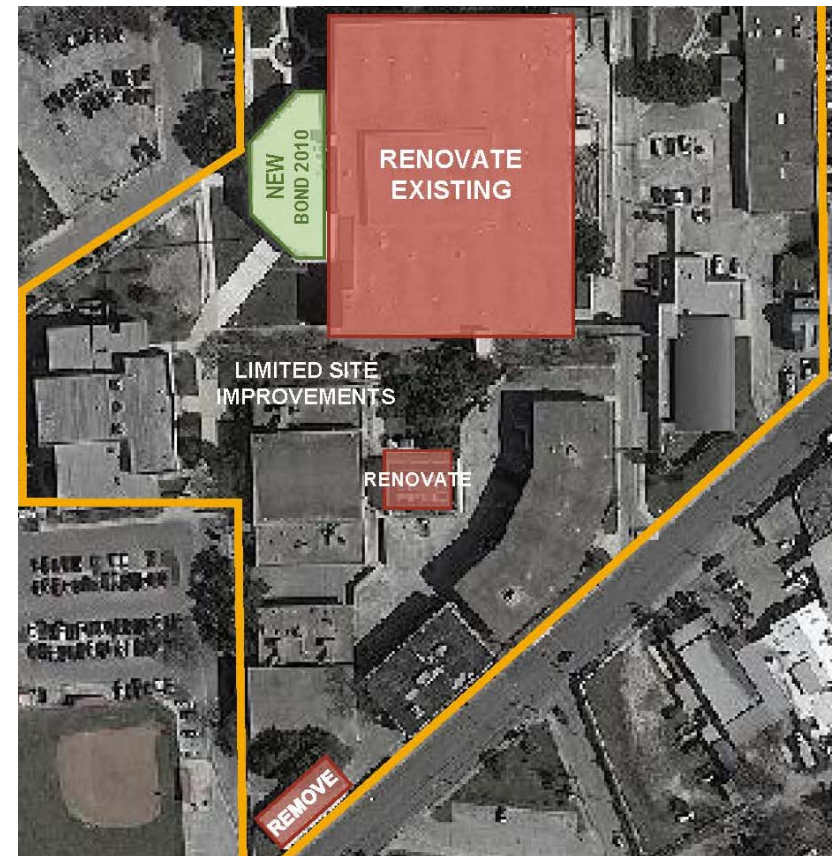 NEW
BOND 2010
RENOVATE
EXISTING
LIMITED SITE
IMPROVEMENTS
RENOVATE
REMOVE